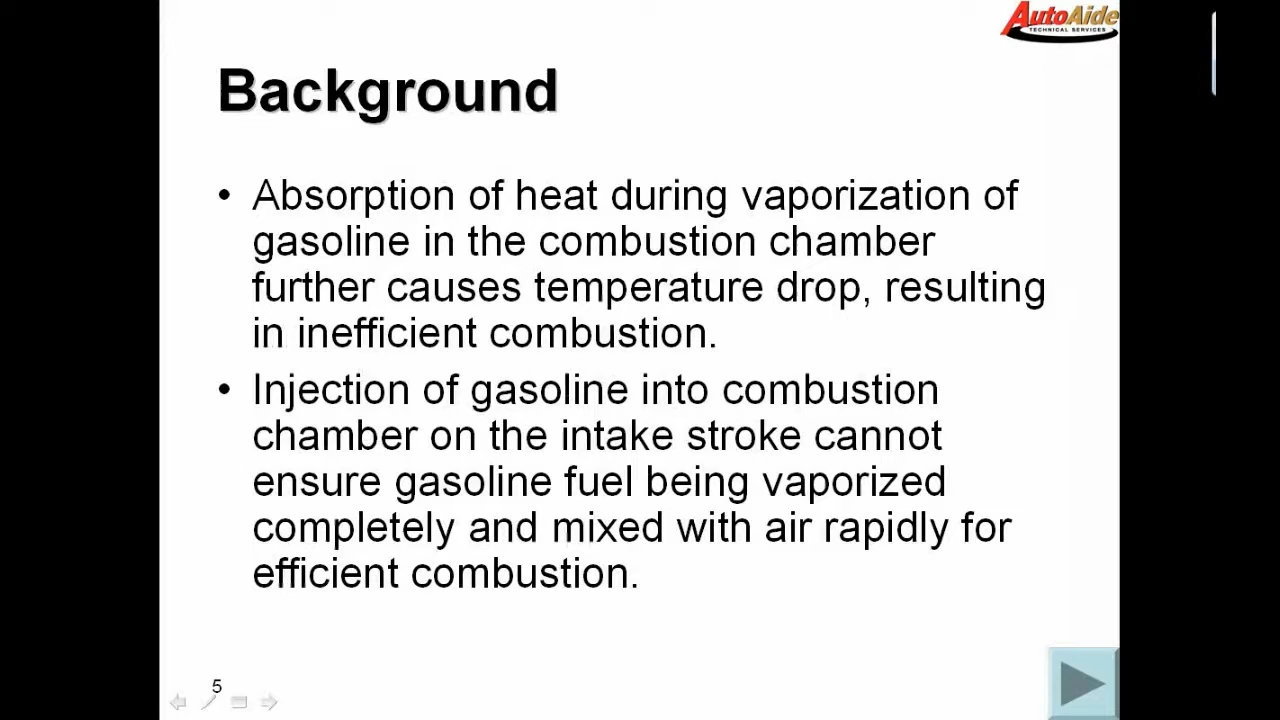 AutoAide
TECHNICAL SERVICES
Background
• Absorption of heat during vaporization of
gasoline in the combustion chamber
further causes temperature drop, resulting
in inefficient combustion.
• Injection of gasoline into combustion
chamber on the intake stroke cannot
ensure gasoline fuel being vaporized
completely and mixed with air rapidly for
efficient combustion.
5